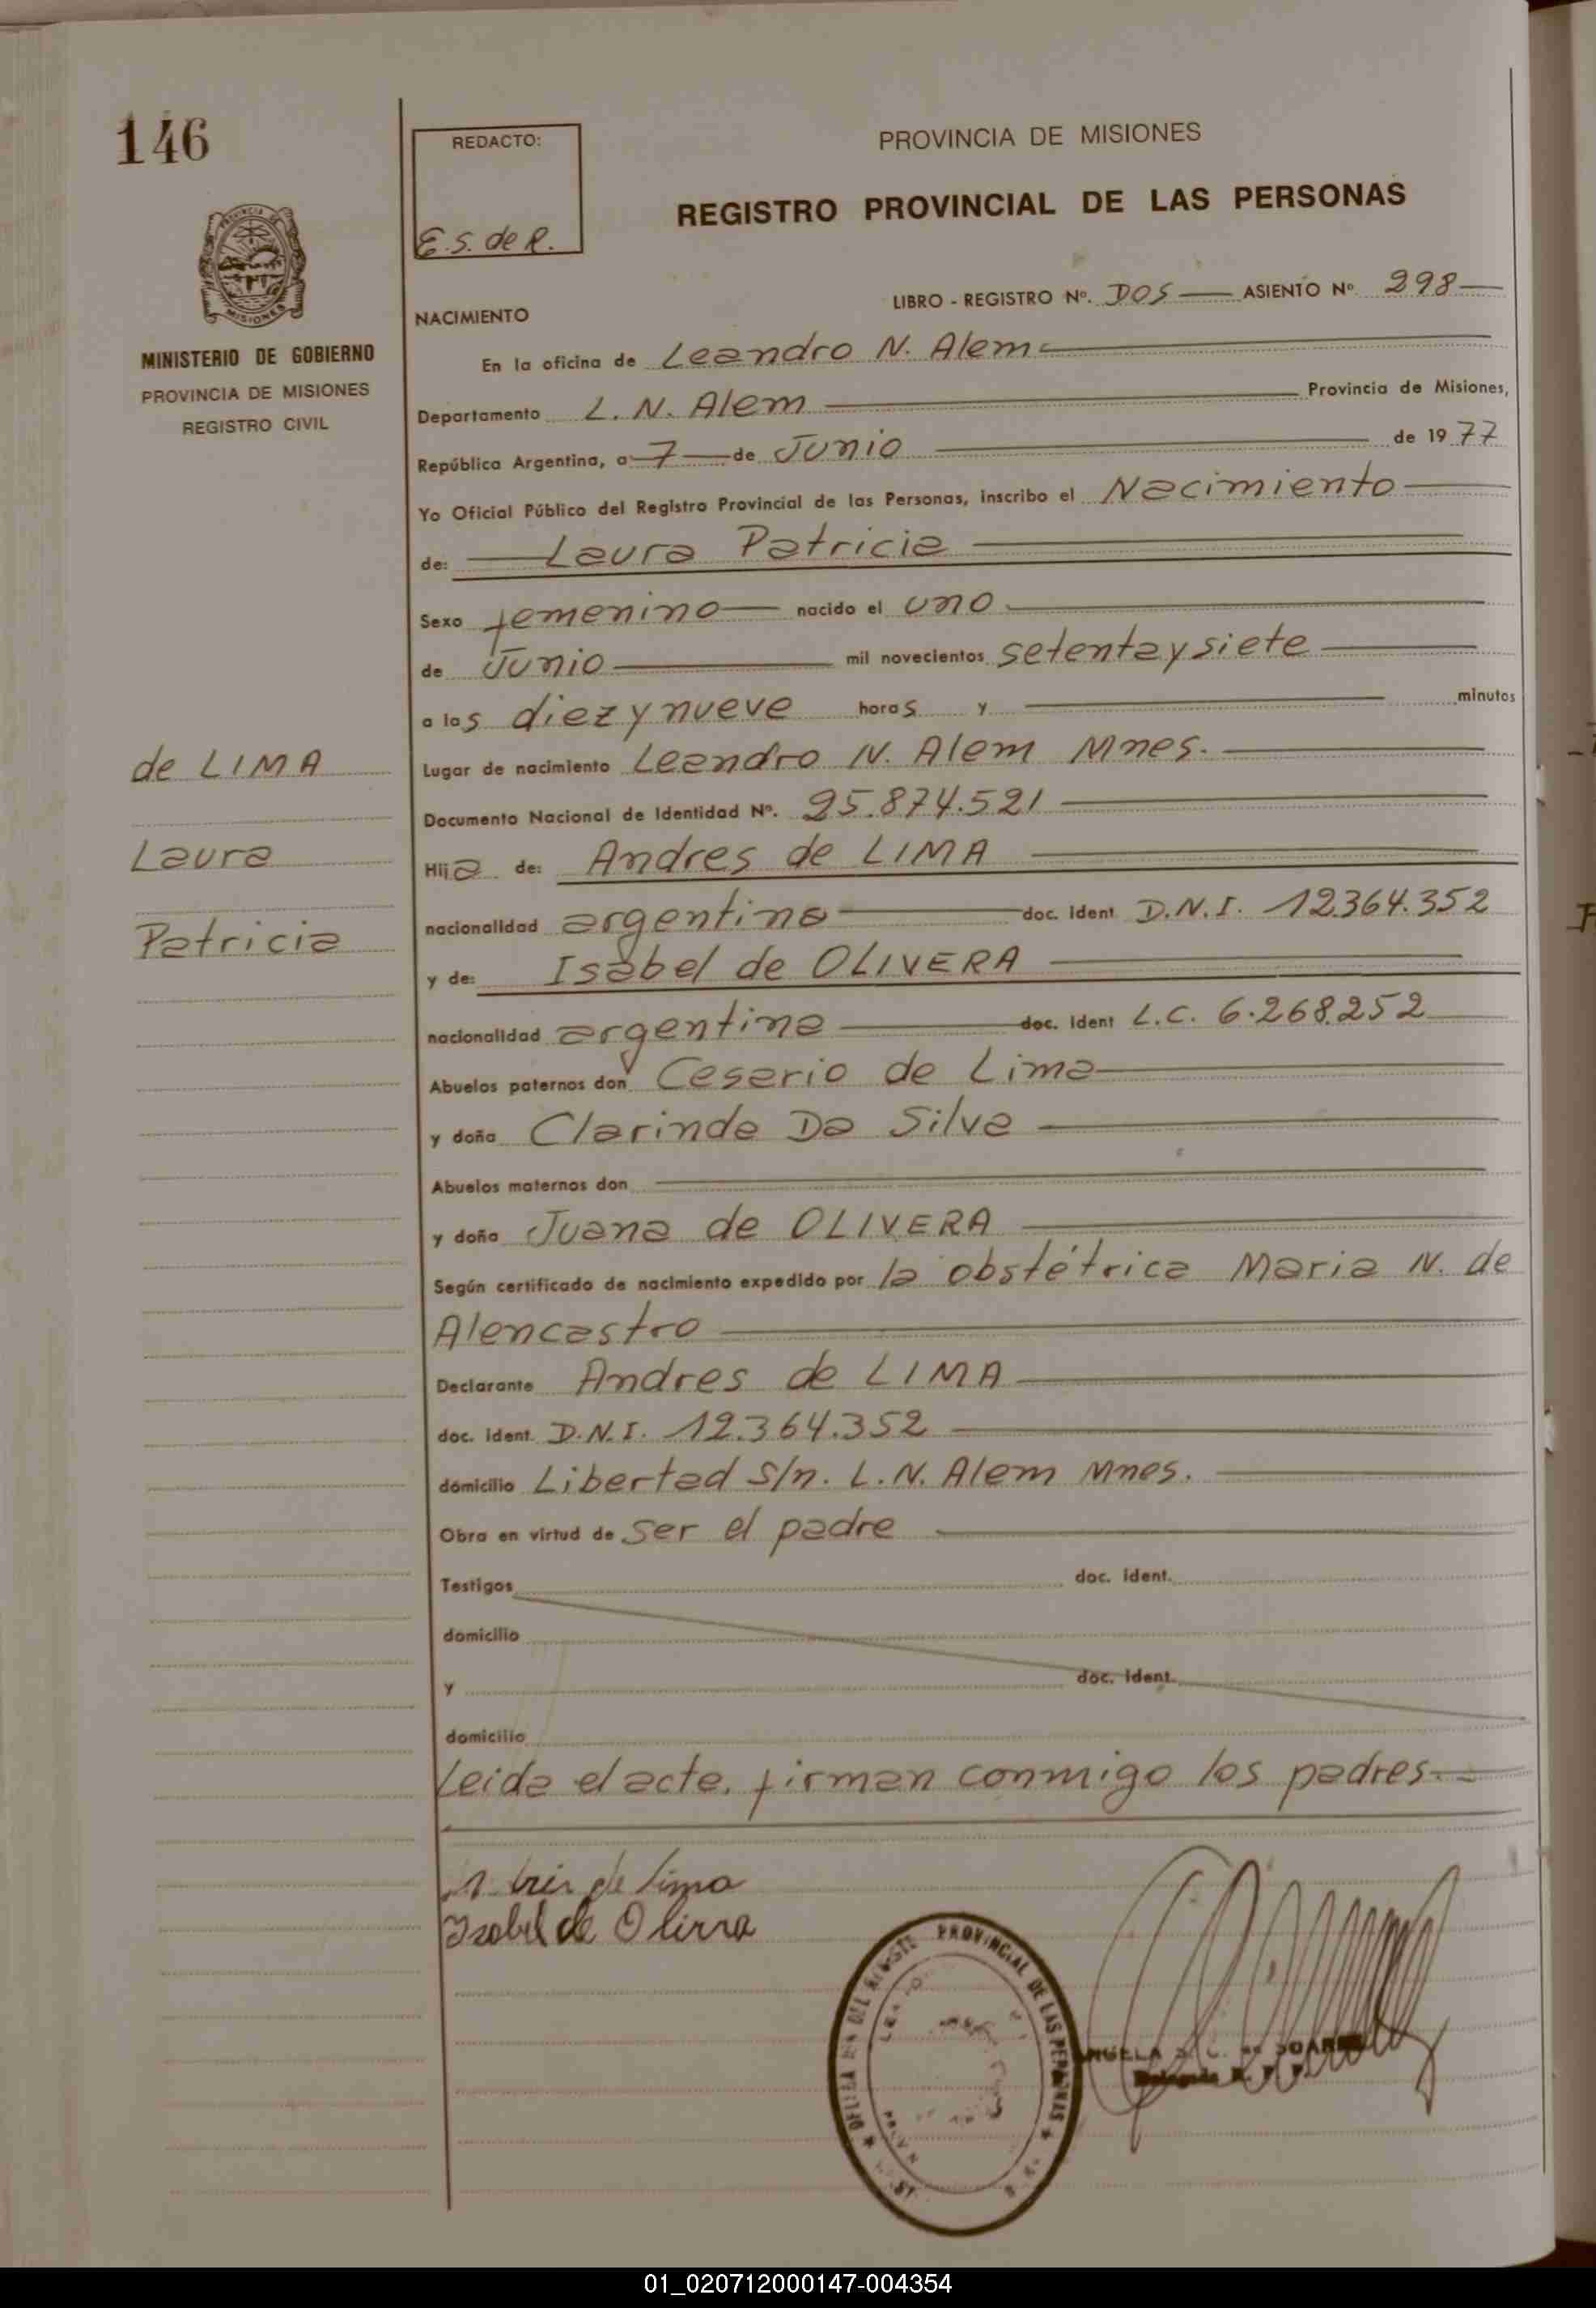 146
REDACTO:
E.S. de R.
PROVINCIA DE MISIONES
REGISTRO PROVINCIAL DE LAS PERSONAS
MISIONES
MINISTERIO DE GOBIERNO
PROVINCIA DE MISIONES
REGISTRO CIVIL
LIBRO - REGISTRO Nº. DOS ASIENTO Nº 298
NACIMIENTO
En la oficina de Leandro N. Alem
Departamento L. N. Alem Provincia de Misiones,
República Argentina, a 7 de Junio de 1977
Yo Oficial Público del Registro Provincial de las Personas, inscribo el Nacimiento
de: Laura Patricia
Sexo femenino nacido el uno
de Junio mil novecientos setenta y siete
a las diez y nueve horas y minutos
Lugar de nacimiento Leandro N. Alem Mnes.
Documento Nacional de Identidad Nº. 25.874.521
de LIMA
Laura
Patricia
Hija de: Andres de LIMA
nacionalidad argentina doc. ident D.N.I. 12364.352
y de: Isabel de OLIVERA
nacionalidad argentina doc. ident L.C. 6.268.252
Abuelos paternos don Cesario de Lima
y doña Clarinda Da Silva
Abuelos maternos don
y doña Juana de OLIVERA
Según certificado de nacimiento expedido por la obstétrica Maria N. de
Alencastro
Declarante Andres de LIMA
doc. ident. D.N.I. 12.364.352
domicilio Libertad S/n. L.N. Alem Mnes.
Obra en virtud de ser el padre
Testigos doc. ident.
domicilio
y doc. ident.
domicilio
Leida el acta, firman conmigo los padres
de lima
Isabel de Olivra
PROVINCIAL DE LAS PERSONAS
DEL
01_020712000147-004354